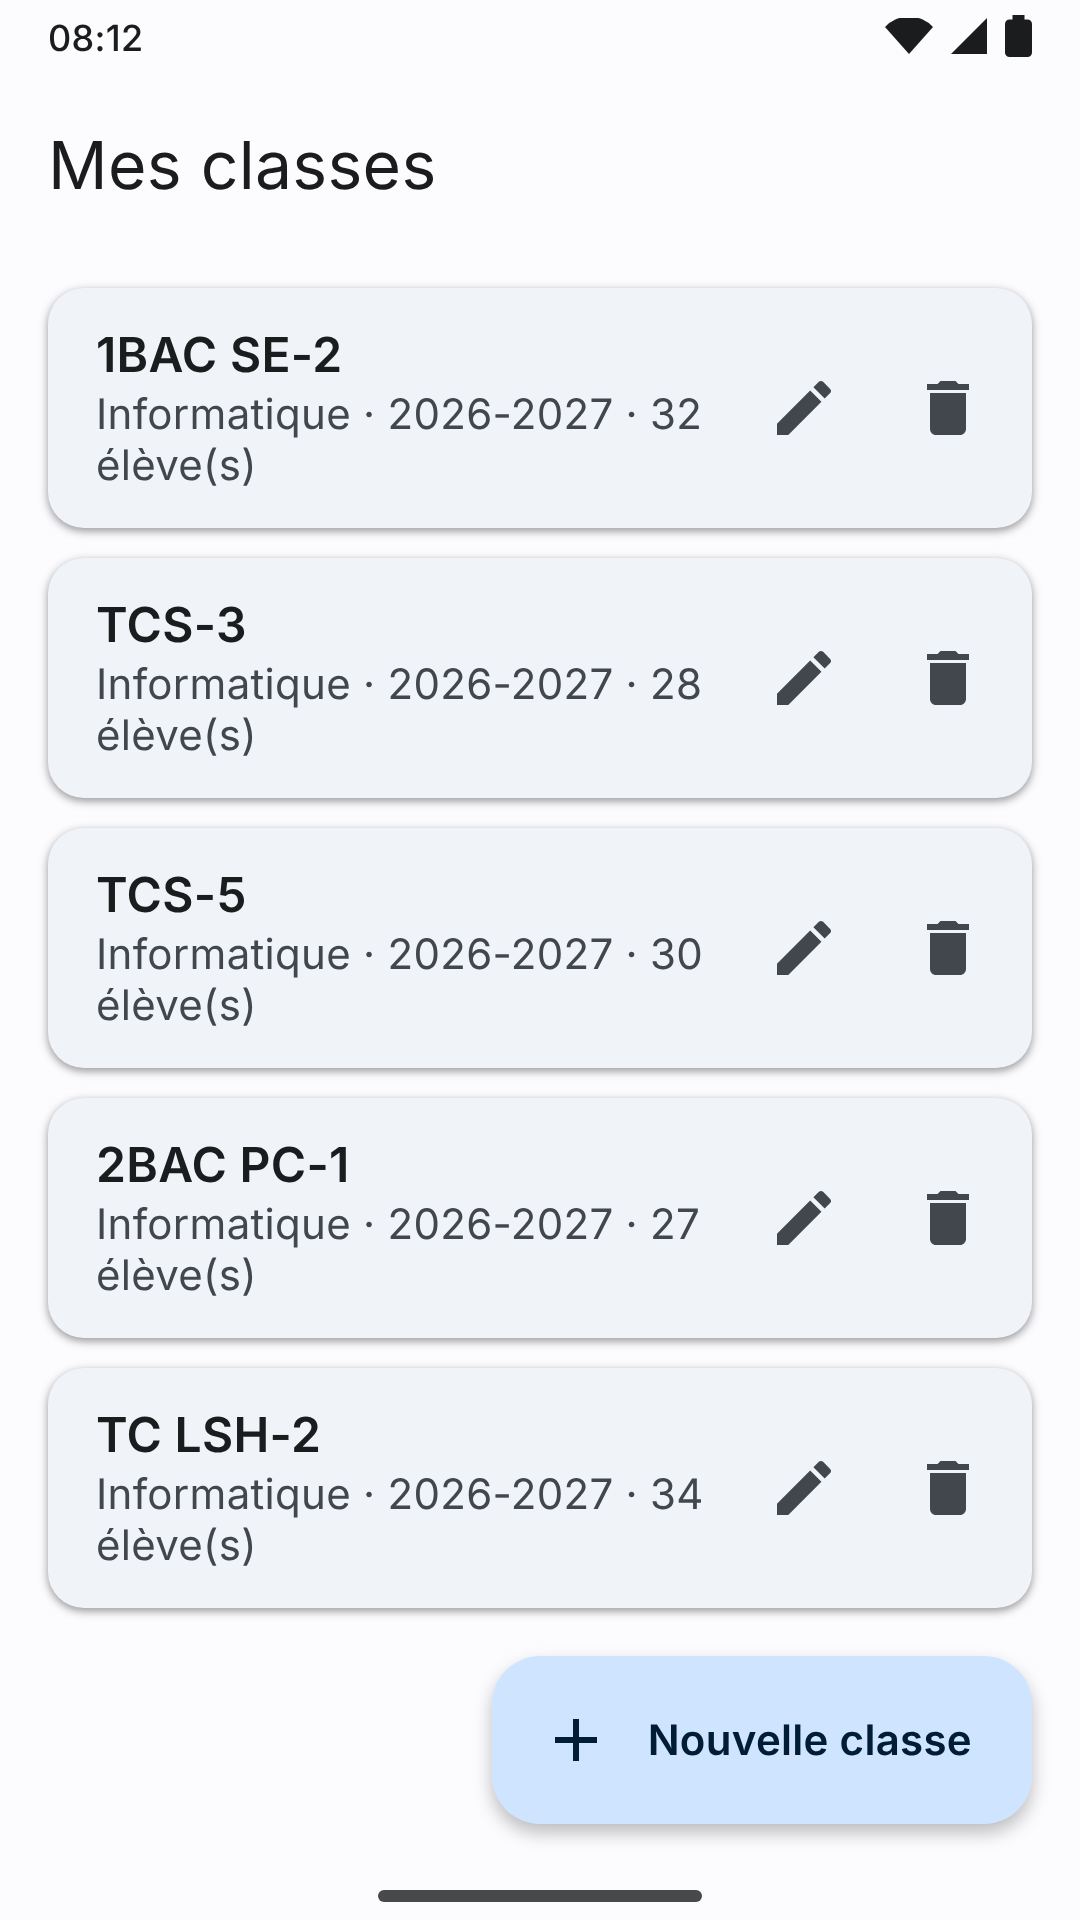 08:12
Mes classes
1BAC SE-2
Informatique · 2026-2027 · 32
élève(s)
TCS-3
Informatique · 2026-2027 · 28
élève(s)
TCS-5
Informatique · 2026-2027 · 30
élève(s)
2BAC PC-1
Informatique · 2026-2027 · 27
élève(s)
TC LSH-2
Informatique · 2026-2027 · 34
élève(s)
Nouvelle classe